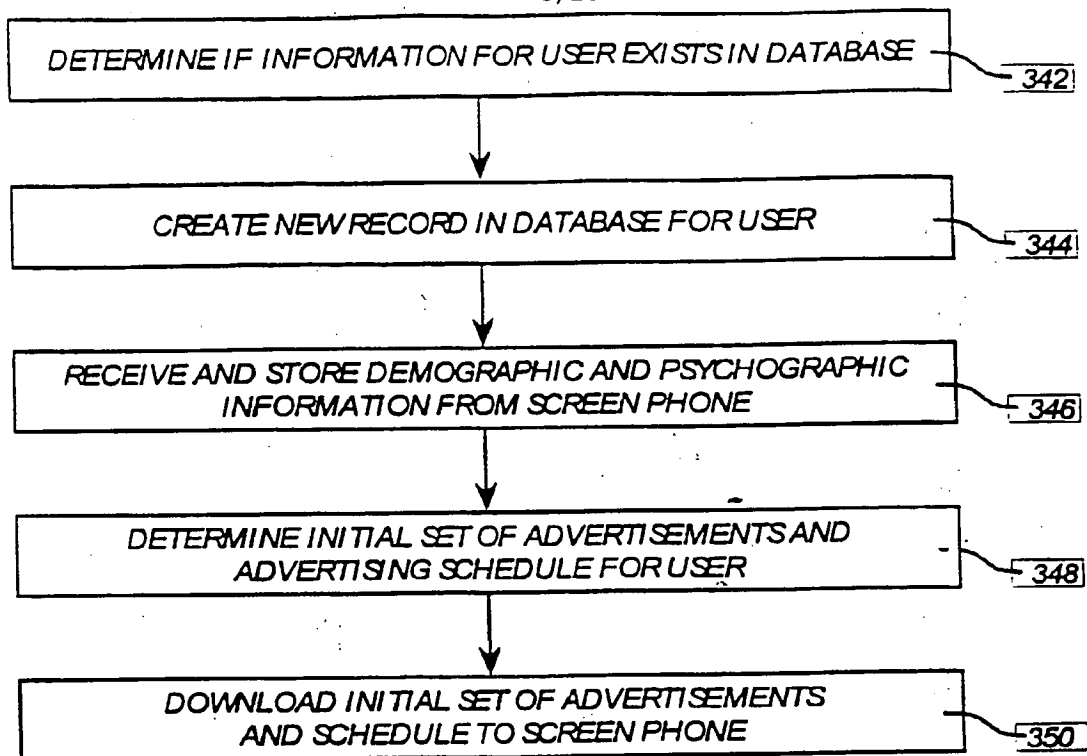 DETERMINE IF INFORMATION FOR USER EXISTS IN DATABASE
342
CREATE NEW RECORD IN DATABASE FOR USER
344
RECEIVE AND STORE DEMOGRAPHIC AND PSYCHOGRAPHIC
INFORMATION FROM SCREEN PHONE
346
DETERMINE INITIAL SET OF ADVERTISEMENTS AND
ADVERTISING SCHEDULE FOR USER
348
DOWNLOAD INITIAL SET OF ADVERTISEMENTS
AND SCHEDULE TO SCREEN PHONE
350